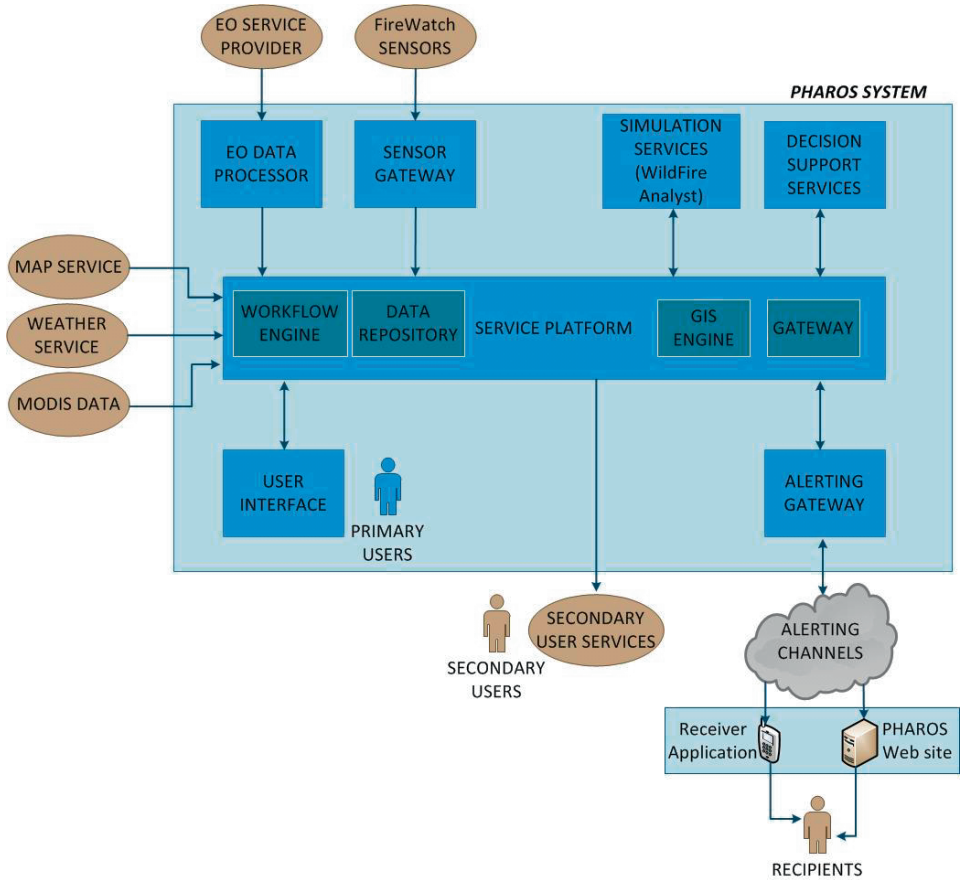 EO SERVICE
PROVIDER
FireWatch
SENSORS
PHAROS SYSTEM
EO DATA
PROCESSOR
SENSOR
GATEWAY
SIMULATION
SERVICES
(WildFire
Analyst)
DECISION
SUPPORT
SERVICES
MAP SERVICE
WEATHER
SERVICE
MODIS DATA
WORKFLOW
ENGINE
DATA
REPOSITORY
SERVICE PLATFORM
GIS
ENGINE
GATEWAY
USER
INTERFACE
PRIMARY
USERS
ALERTING
GATEWAY
SECONDARY
USERS
SECONDARY
USER SERVICES
ALERTING
CHANNELS
Receiver
Application
PHAROS
Web site
RECIPIENTS